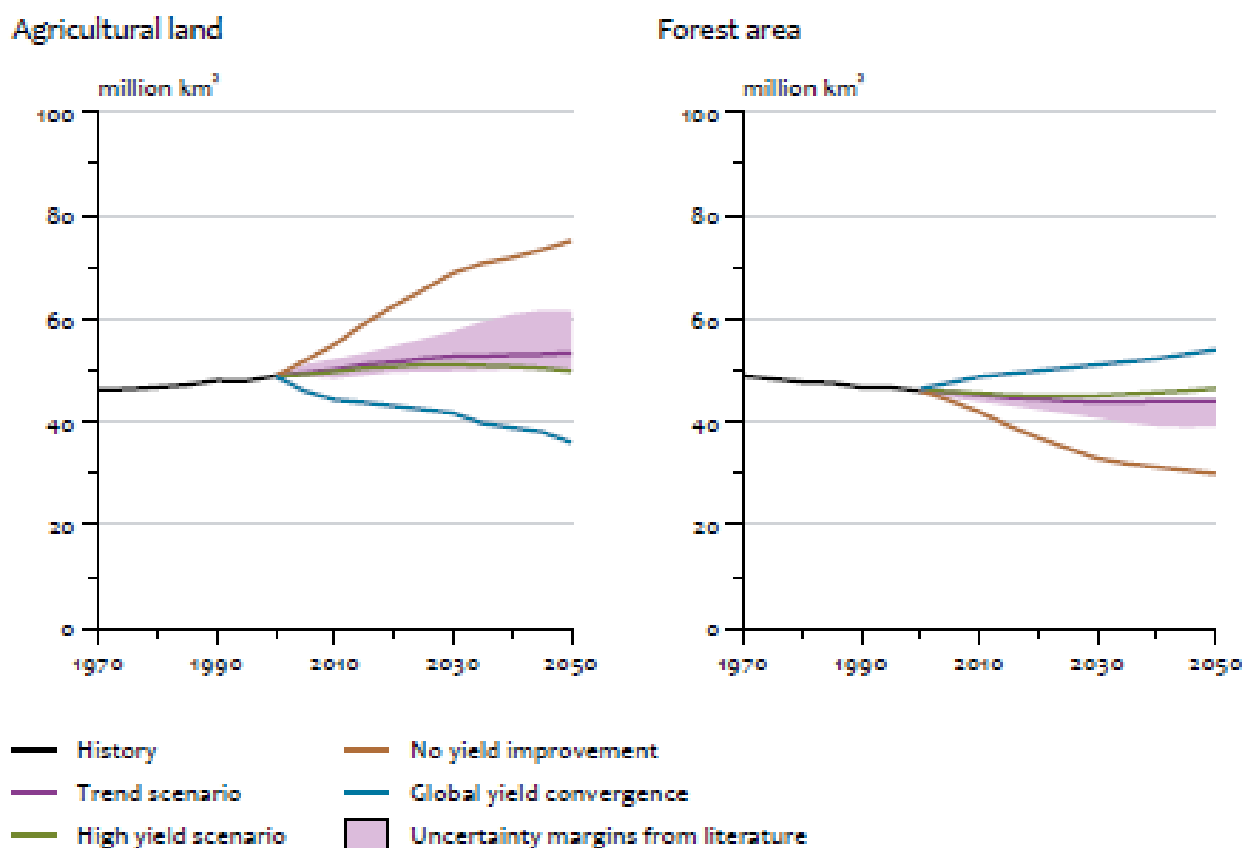 Agricultural land
million km²
100
80
60
40
20
0
1970 1990 2010 2030 2050
Forest area
million km²
100
80
60
40
20
0
1970 1990 2010 2030 2050
History
Trend scenario
High yield scenario
No yield improvement
Global yield convergence
Uncertainty margins from literature